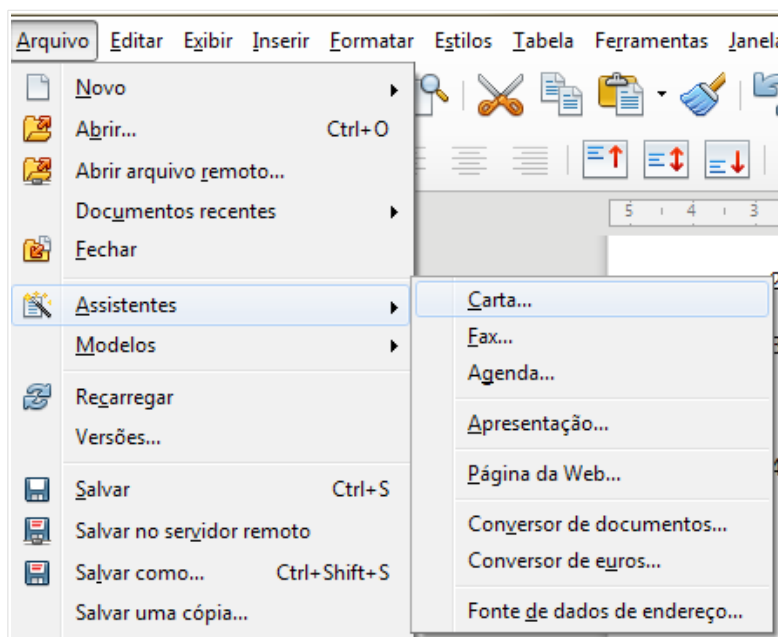 Arquivo Editar Exibir Inserir Formatar Estilos Tabela Ferramentas Janela
Novo
Abrir... Ctrl+O
Abrir arquivo remoto...
Documentos recentes
Fechar
Assistentes
Modelos
Recarregar
Versões...
Salvar Ctrl+S
Salvar no servidor remoto
Salvar como... Ctrl+Shift+S
Salvar uma cópia...
5 4 3
Carta...
Fax...
Agenda...
Apresentação...
Página da Web...
Conversor de documentos...
Conversor de euros...
Fonte de dados de endereço...